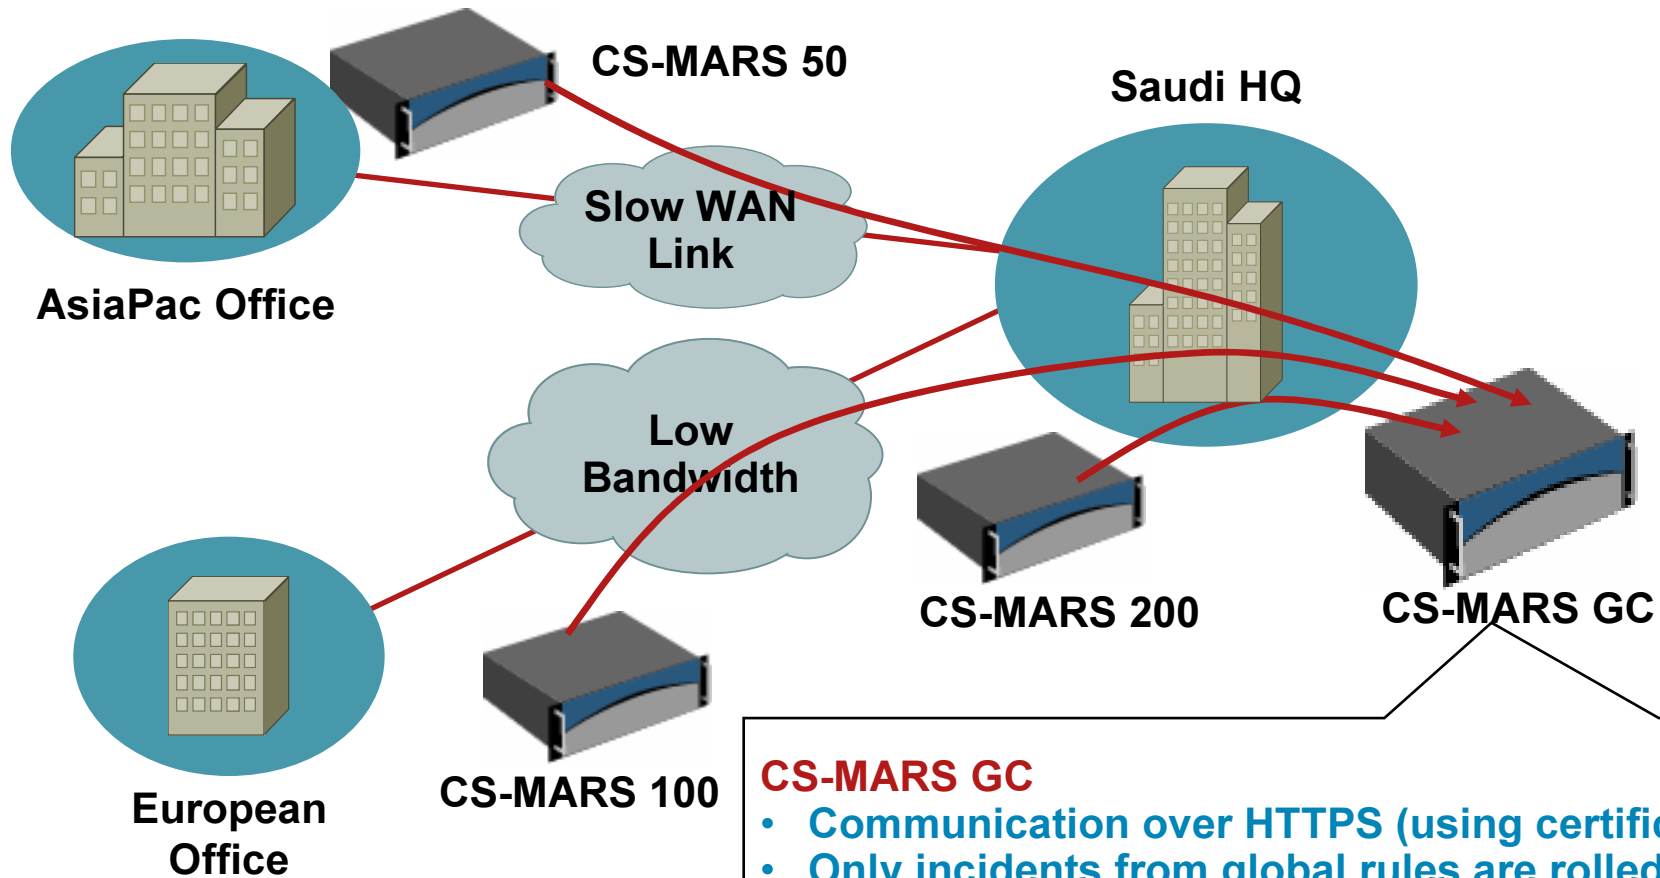 CS-MARS 50
Saudi HQ
Slow WAN
Link
AsiaPac Office
Low
Bandwidth
CS-MARS 200
CS-MARS GC
CS-MARS 100
European
Office
CS-MARS GC
• Communication over HTTPS (using
• Only incidents from global rules are rolled